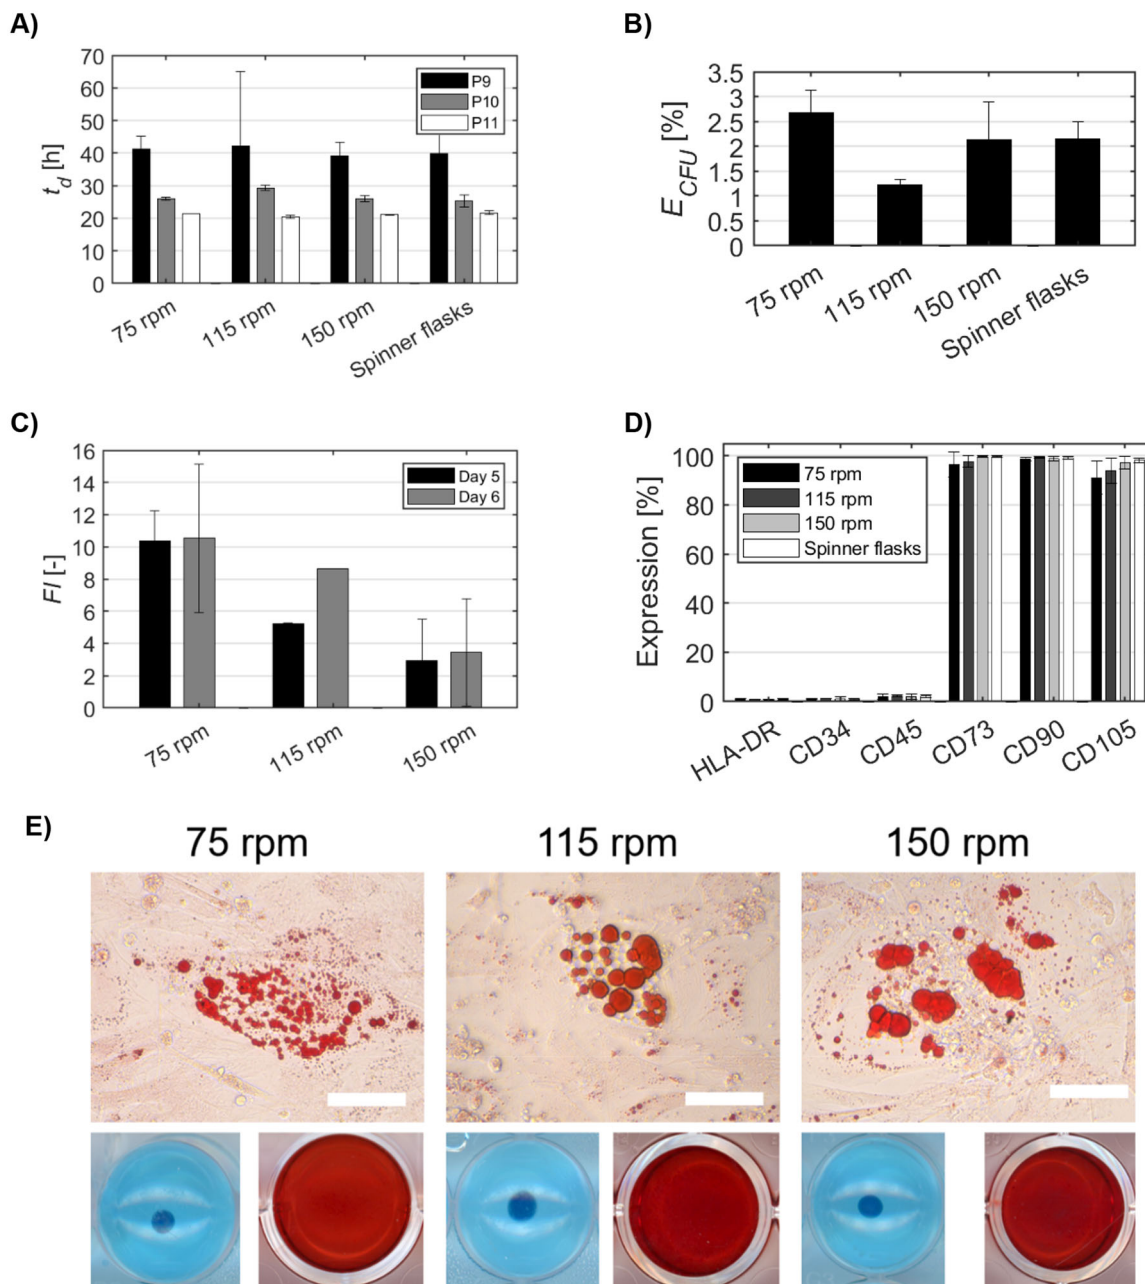 A)
70
60
50
40
30
20
10
0
t_d [h]
P9
P10
P11
75 rpm
115 rpm
150 rpm
Spinner flasks
B)
3.5
3
2.5
2
1.5
1
0.5
0
E_CFU [%]
75 rpm
115 rpm
150 rpm
Spinner flasks
C)
16
14
12
10
8
6
4
2
0
FI [-]
Day 5
Day 6
75 rpm
115 rpm
150 rpm
D)
100
80
60
40
20
0
Expression [%]
75 rpm
115 rpm
150 rpm
Spinner flasks
HLA-DR
CD34
CD45
CD73
CD90
CD105
E)
75 rpm
115 rpm
150 rpm